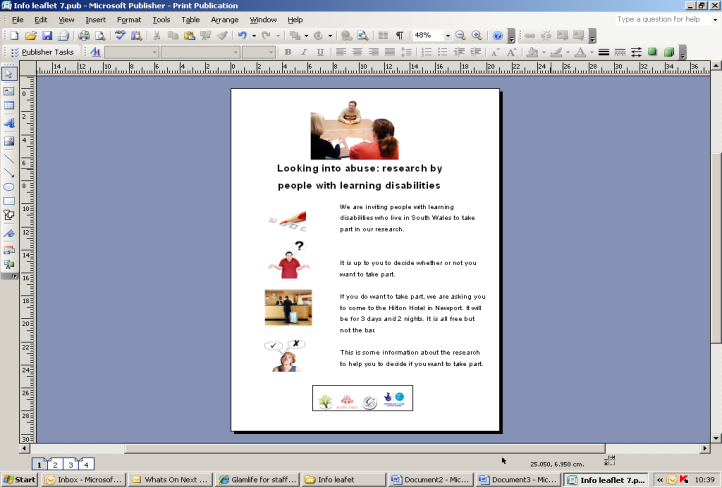 Info leaflet 7.pub - Microsoft Publisher - Print Publication
File Edit View Insert Format Tools Table Arrange Window Help
Type a question for help
48%
Publisher Tasks
Looking into abuse: research by
people with learning disabilities
We are inviting people with learning
disabilities who live in South Wales to take
part in our research.
?
It is up to you to decide whether or not you
want to take part.
If you do want to take part, we are asking you
to come to the Hilton Hotel in Newport. It will
be for 3 days and 2 nights. It is all free but
not the bar.
This is some information about the research
to help you to decide if you want to take part.
1 2 3 4
25.050, 6.950 cm.
Start
Inbox - Microsof...
Whats On Next ...
Glamlife for staff...
Info leafet
Document2 - Mic...
Document3 - Mic...
Info leaflet 7.p...
10:39